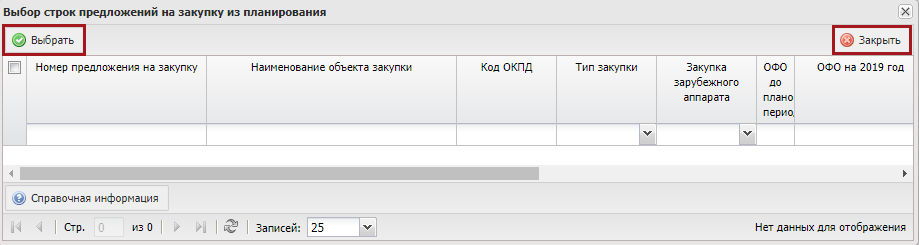 Выбор строк предложений на закупку из планирования
Выбрать
Закрыть
Номер предложения на закупку
Наименование объекта закупки
Код ОКПД
Тип закупки
Закупка
зарубежного
аппарата
ОФО
до
плано
перио
ОФО на 2019 год
Справочная информация
Стр. 0 из 0 Записей: 25 Нет данных для отображения